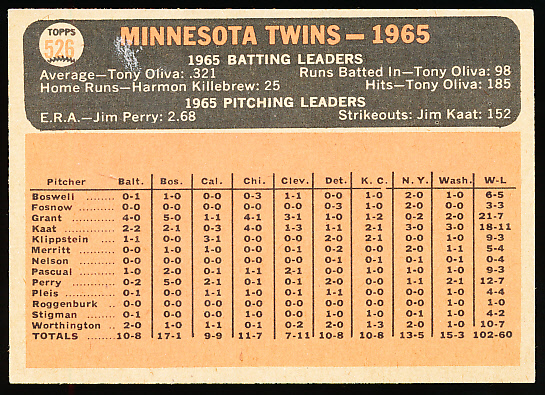 TOPPS
526
MINNESOTA TWINS — 1965
1965 BATTING LEADERS
Average—Tony Oliva: .321 Runs Batted In—Tony Oliva: 98
Home Runs—Harmon Killebrew: 25 Hits—Tony Oliva: 185
1965 PITCHING LEADERS
E.R.A.—Jim Perry: 2.68 Strikeouts: Jim Kaat: 152
Pitcher Balt. Bos. Cal. Chi. Clev. Det. K. C. N. Y. Wash. W-L
Boswell ........ 0-1 1-0 0-0 0-3 1-1 0-0 1-0 2-0 1-0 6-5
Fosnow ........ 0-0 0-0 0-0 0-0 0-0 0-3 1-0 2-0 0-0 3-3
Grant ........ 4-0 5-0 1-1 4-1 3-1 1-0 1-2 0-2 2-0 21-7
Kaat ........ 2-2 2-1 0-3 4-0 1-3 1-1 2-1 3-0 3-0 18-11
Klippstein .... 1-1 0-0 3-1 0-0 0-0 2-0 2-1 0-0 1-0 9-3
Merritt ........ 0-0 1-0 1-0 0-0 0-1 0-2 0-0 2-0 1-1 5-4
Nelson ........ 0-0 0-0 0-0 0-0 0-0 0-1 0-1 0-1 0-1 0-4
Pascual ........ 1-0 2-0 0-1 1-1 2-1 0-0 1-0 1-0 1-0 9-3
Perry ........ 0-2 5-0 2-1 0-1 0-1 2-0 0-0 1-1 2-1 12-7
Pleis ........ 0-1 0-1 1-0 0-1 0-0 1-1 0-0 1-0 1-0 4-4
Roggenburk .. 0-0 0-0 0-0 0-0 0-0 0-0 0-0 0-0 1-0 1-0
Stigman ........ 0-1 0-0 0-1 1-0 0-0 1-0 1-0 0-1 1-0 4-2
Worthington .. 2-0 1-0 1-1 1-0 0-1 2-0 1-3 2-0 1-0 10-7
TOTALS ........ 10-8 17-1 9-9 11-7 7-11 10-8 10-8 13-5 15-3 102-60